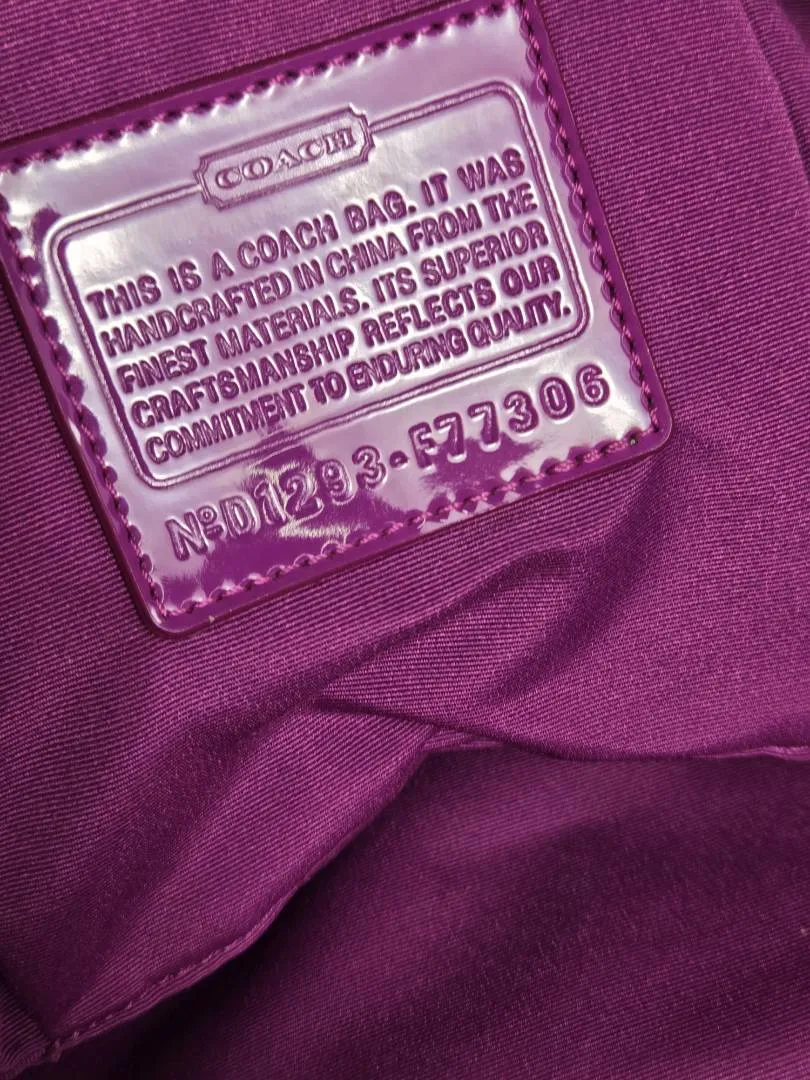 COACH
THIS IS A COACH BAG. IT WAS
HANDCRAFTED IN CHINA FROM THE
FINEST MATERIALS. ITS SUPERIOR
CRAFTSMANSHIP REFLECTS OUR
COMMITMENT TO ENDURING QUALITY.
Nº D1293-F77306